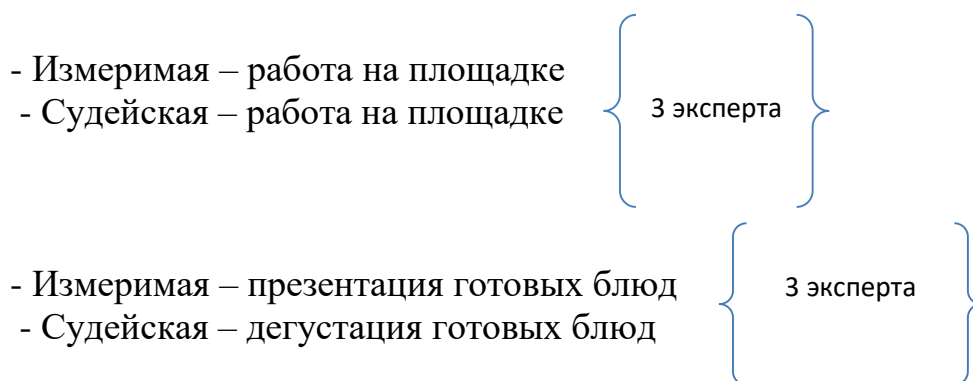 - Измеримая – работа на площадке
- Судейская – работа на площадке
3 эксперта
- Измеримая – презентация готовых блюд
- Судейская – дегустация готовых блюд
3 эксперта